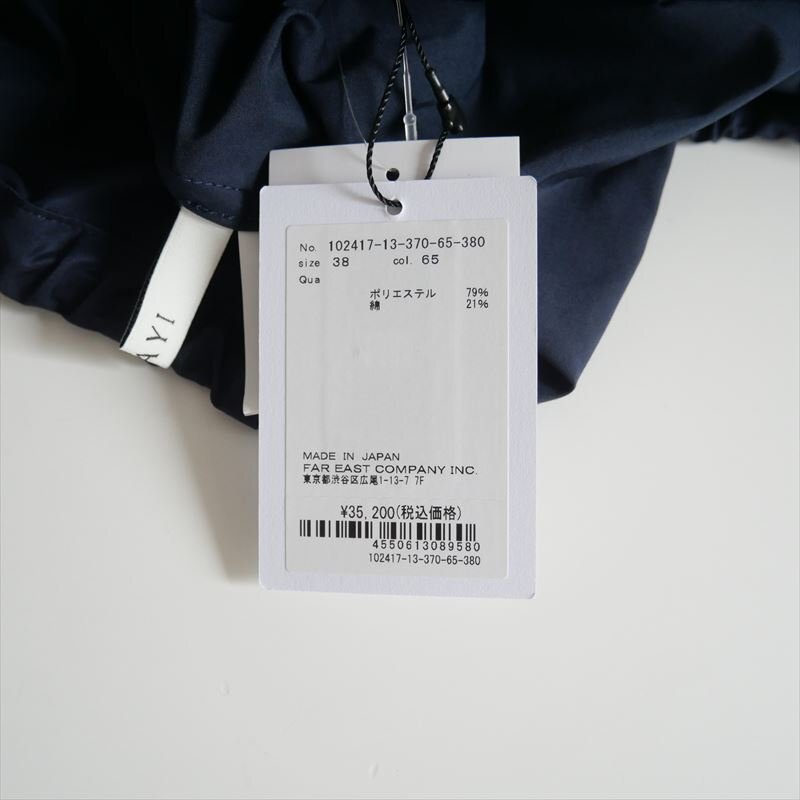 No. 102417-13-370-65-380
size 38 col. 65
Qua
ポリエステル 79%
綿 21%
MADE IN JAPAN
FAR EAST COMPANY INC.
東京都渋谷区広尾1-13-7 7F
¥35,200(税込価格)
4550613089580
102417-13-370-65-380
AYI